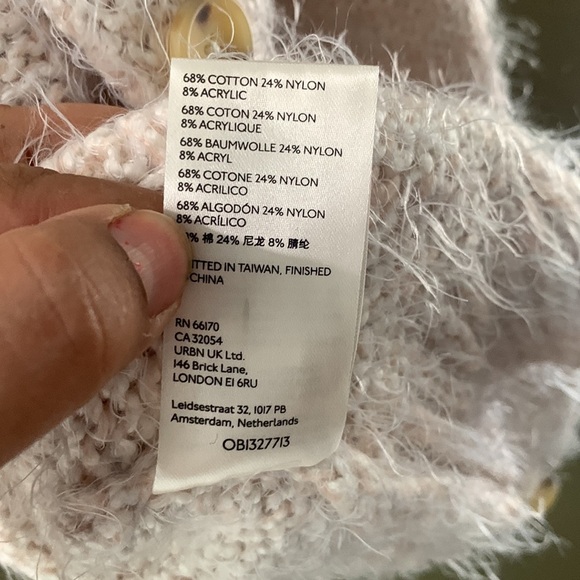 68% COTTON 24% NYLON
8% ACRYLIC
68% COTON 24% NYLON
8% ACRYLIQUE
68% BAUMWOLLE 24% NYLON
8% ACRYL
68% COTONE 24% NYLON
8% ACRILICO
68% ALGODÓN 24% NYLON
8% ACRÍLICO
% 棉 24% 尼龙 8% 腈纶
IN TAIWAN, FINISHED
CHINA
RN 66170
CA 32054
URBN UK Ltd.
146 Brick Lane,
LONDON E1 6RU
Leidsestraat 32, 1017 PB
Amsterdam, Netherlands
OB1327713